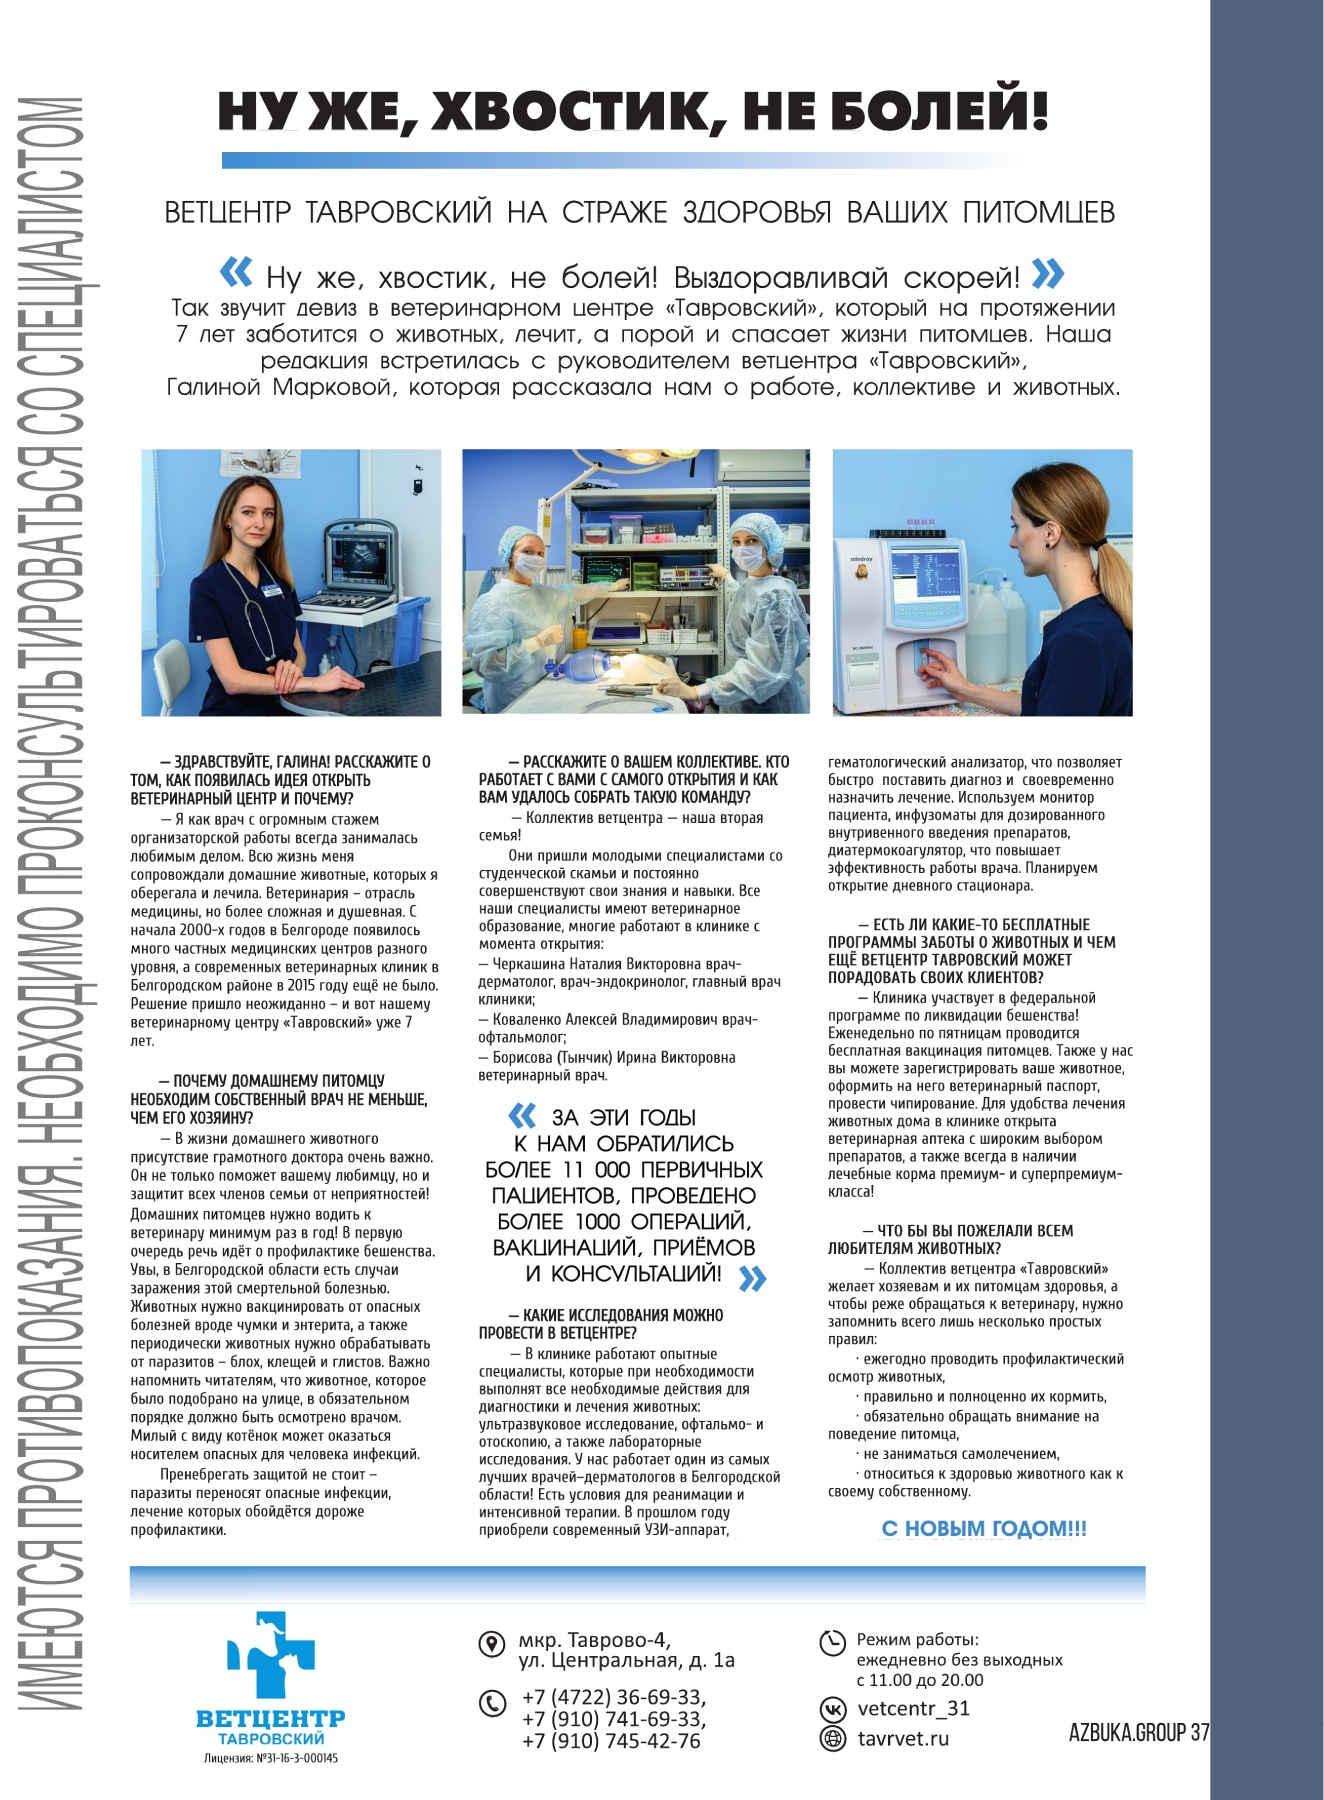 ИМЕЮТСЯ ПРОТИВОПОКАЗАНИЯ. НЕОБХОДИМО ПРОКОНСУЛЬТИРОВАТЬСЯ СО СПЕЦИАЛИСТОМ
НУ ЖЕ, ХВОСТИК, НЕ БОЛЕЙ!
ВЕТЦЕНТР ТАВРОВСКИЙ НА СТРАЖЕ ЗДОРОВЬЯ ВАШИХ ПИТОМЦЕВ
« Ну же, хвостик, не болей! Выздоравливай скорей! »
Так звучит девиз в ветеринарном центре «Тавровский», который на протяжении
7 лет заботится о животных, лечит, а порой и спасает жизни питомцев. Наша
редакция встретилась с руководителем ветцентра «Тавровский»,
Галиной Марковой, которая рассказала нам о работе, коллективе и животных.
mindray
— ЗДРАВСТВУЙТЕ, ГАЛИНА! РАССКАЖИТЕ О
ТОМ, КАК ПОЯВИЛАСЬ ИДЕЯ ОТКРЫТЬ
ВЕТЕРИНАРНЫЙ ЦЕНТР И ПОЧЕМУ?
— Я как врач с огромным стажем
организаторской работы всегда занималась
любимым делом. Всю жизнь меня
сопровождали домашние животные, которых я
оберегала и лечила. Ветеринария – отрасль
медицины, но более сложная и душевная. С
начала 2000-х годов в Белгороде появилось
много частных медицинских центров разного
уровня, а современных ветеринарных клиник в
Белгородском районе в 2015 году ещё не было.
Решение пришло неожиданно – и вот нашему
ветеринарному центру «Тавровский» уже 7
лет.
— ПОЧЕМУ ДОМАШНЕМУ ПИТОМЦУ
НЕОБХОДИМ СОБСТВЕННЫЙ ВРАЧ НЕ МЕНЬШЕ,
ЧЕМ ЕГО ХОЗЯИНУ?
— В жизни домашнего животного
присутствие грамотного доктора очень важно.
Он не только поможет вашему любимцу, но и
защитит всех членов семьи от неприятностей!
Домашних питомцев нужно водить к
ветеринару минимум раз в год! В первую
очередь речь идёт о профилактике бешенства.
Увы, в Белгородской области есть случаи
заражения этой смертельной болезнью.
Животных нужно вакцинировать от опасных
болезней вроде чумки и энтерита, а также
периодически животных нужно обрабатывать
от паразитов – блох, клещей и глистов. Важно
напомнить читателям, что животное, которое
было подобрано на улице, в обязательном
порядке должно быть осмотрено врачом.
Милый с виду котёнок может оказаться
носителем опасных для человека инфекций.
Пренебрегать защитой не стоит –
паразиты переносят опасные инфекции,
лечение которых обойдётся дороже
профилактики.
— РАССКАЖИТЕ О ВАШЕМ КОЛЛЕКТИВЕ. КТО
РАБОТАЕТ С ВАМИ С САМОГО ОТКРЫТИЯ И КАК
ВАМ УДАЛОСЬ СОБРАТЬ ТАКУЮ КОМАНДУ?
— Коллектив ветцентра — наша вторая
семья!
Они пришли молодыми специалистами со
студенческой скамьи и постоянно
совершенствуют свои знания и навыки. Все
наши специалисты имеют ветеринарное
образование, многие работают в клинике с
момента открытия:
— Черкашина Наталия Викторовна врач-
дерматолог, врач-эндокринолог, главный врач
клиники;
— Коваленко Алексей Владимирович врач-
офтальмолог;
— Борисова (Тынчик) Ирина Викторовна
ветеринарный врач.
« ЗА ЭТИ ГОДЫ
К НАМ ОБРАТИЛИСЬ
БОЛЕЕ 11 000 ПЕРВИЧНЫХ
ПАЦИЕНТОВ, ПРОВЕДЕНО
БОЛЕЕ 1000 ОПЕРАЦИЙ,
ВАКЦИНАЦИЙ, ПРИЁМОВ
И КОНСУЛЬТАЦИЙ! »
— КАКИЕ ИССЛЕДОВАНИЯ МОЖНО
ПРОВЕСТИ В ВЕТЦЕНТРЕ?
— В клинике работают опытные
специалисты, которые при необходимости
выполнят все необходимые действия для
диагностики и лечения животных:
ультразвуковое исследование, офтальмо- и
отоскопию, а также лабораторные
исследования. У нас работает один из самых
лучших врачей–дерматологов в Белгородской
области! Есть условия для реанимации и
интенсивной терапии. В прошлом году
приобрели современный УЗИ-аппарат,
гематологический анализатор, что позволяет
быстро поставить диагноз и своевременно
назначить лечение. Используем монитор
пациента, инфузоматы для дозированного
внутривенного введения препаратов,
диатермокоагулятор, что повышает
эффективность работы врача. Планируем
открытие дневного стационара.
— ЕСТЬ ЛИ КАКИЕ-ТО БЕСПЛАТНЫЕ
ПРОГРАММЫ ЗАБОТЫ О ЖИВОТНЫХ И ЧЕМ
ЕЩЁ ВЕТЦЕНТР ТАВРОВСКИЙ МОЖЕТ
ПОРАДОВАТЬ СВОИХ КЛИЕНТОВ?
— Клиника участвует в федеральной
программе по ликвидации бешенства!
Еженедельно по пятницам проводится
бесплатная вакцинация питомцев. Также у нас
вы можете зарегистрировать ваше животное,
оформить на него ветеринарный паспорт,
провести чипирование. Для удобства лечения
животных дома в клинике открыта
ветеринарная аптека с широким выбором
препаратов, а также всегда в наличии
лечебные корма премиум- и суперпремиум-
класса!
— ЧТО БЫ ВЫ ПОЖЕЛАЛИ ВСЕМ
ЛЮБИТЕЛЯМ ЖИВОТНЫХ?
— Коллектив ветцентра «Тавровский»
желает хозяевам и их питомцам здоровья, а
чтобы реже обращаться к ветеринару, нужно
запомнить всего лишь несколько простых
правил:
· ежегодно проводить профилактический
осмотр животных,
· правильно и полноценно их кормить,
· обязательно обращать внимание на
поведение питомца,
· не заниматься самолечением,
· относиться к здоровью животного как к
своему собственному.
С НОВЫМ ГОДОМ!!!
ВЕТЦЕНТР
ТАВРОВСКИЙ
Лицензия: №31-16-3-000145
мкр. Таврово-4,
ул. Центральная, д. 1а
+7 (4722) 36-69-33,
+7 (910) 741-69-33,
+7 (910) 745-42-76
Режим работы:
ежедневно без выходных
с 11.00 до 20.00
vetcentr_31
tavrvet.ru
AZBUKA.GROUP 37